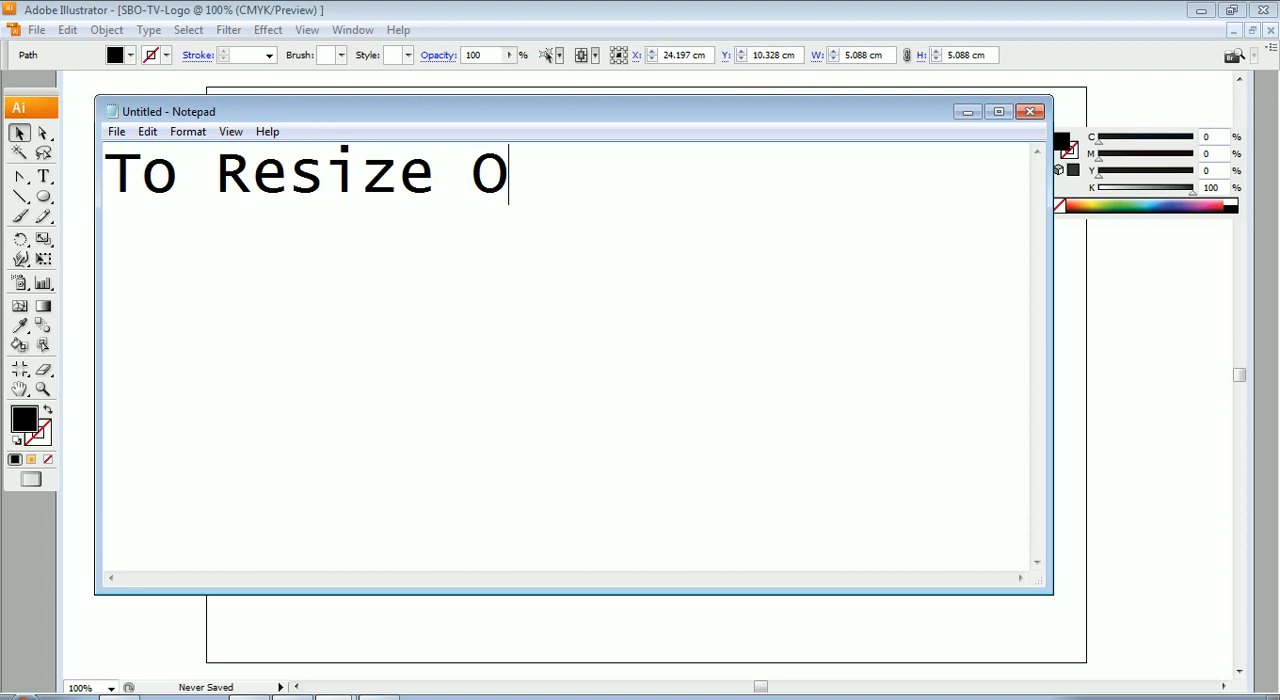 Adobe Illustrator - [SBO-TV-Logo @ 100% (CMYK/Preview) ]
File Edit Object Type Select Filter Effect View Window Help
Path Stroke: Brush: Style: Opacity: 100 % X: 24.197 cm Y: 10.328 cm W: 5.088 cm H: 5.088 cm
Ai
Untitled - Notepad
File Edit Format View Help
To Resize O
C 0 %
M 0 %
Y 0 %
K 100 %
100% Never Saved